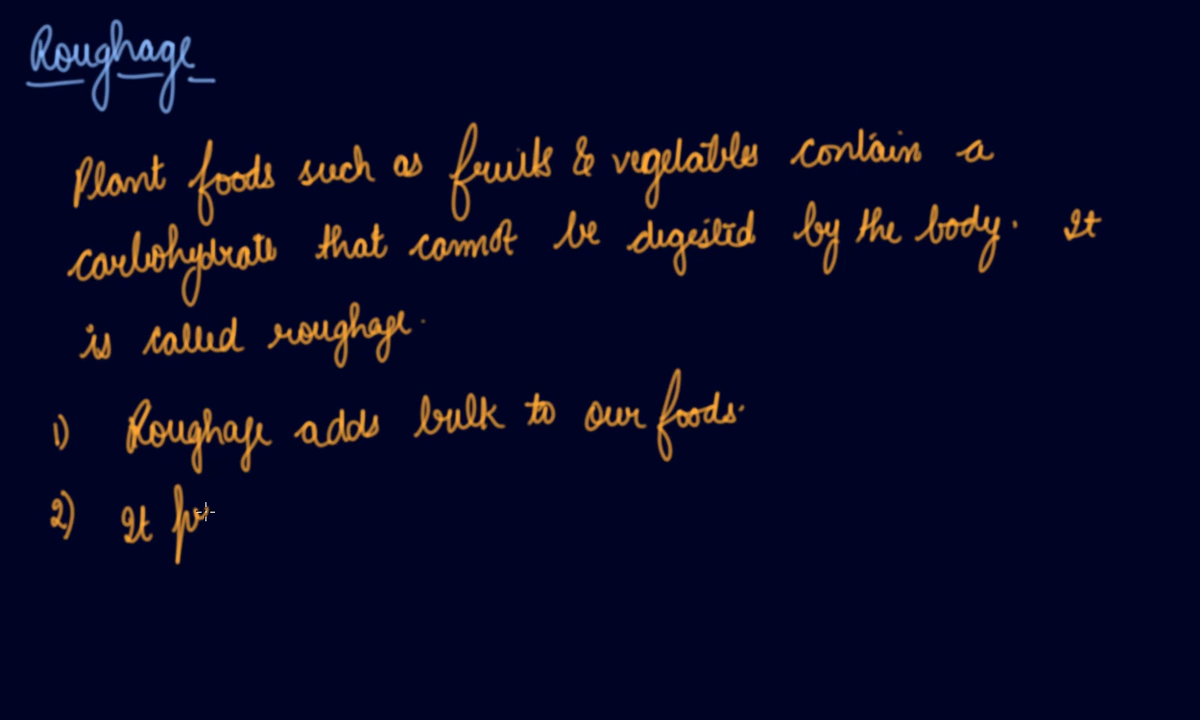 Roughage
Plant foods such as fruits & vegetables contain a
carbohydrate that cannot be digested by the body. It
is called roughage.
1) Roughage adds bulk to our foods.
2) It